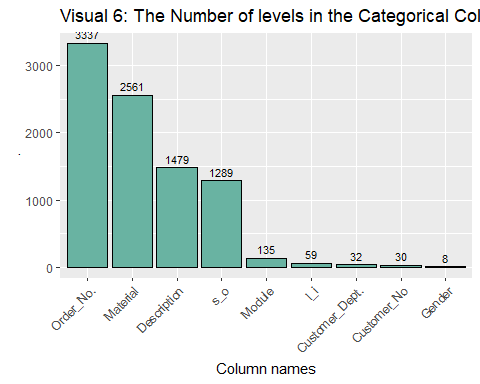 Visual 6: The Number of levels in the Categorical Col
3337
2561
1479
1289
135
59
32
30
8
3000
2000
1000
0
.
Order_No.
Material
Description
s_o
Module
l_i
Customer_Dept.
Customer_No
Gender
Column names